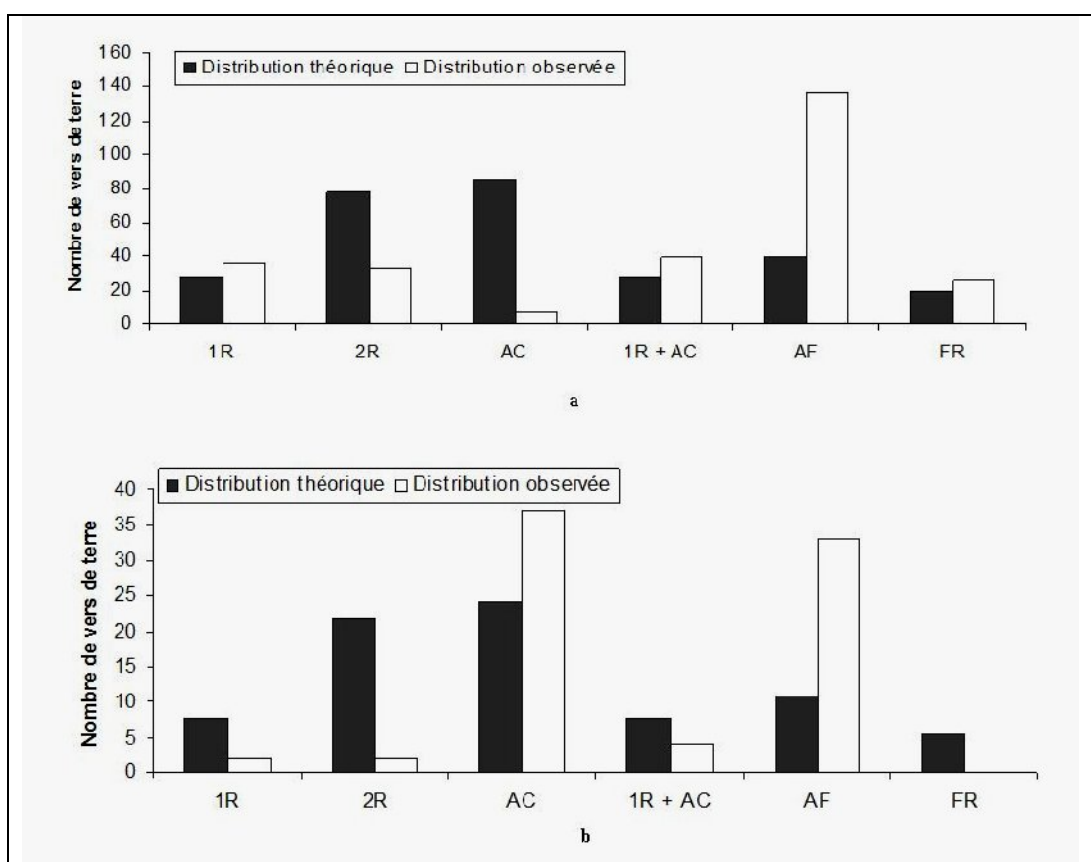 160
140
120
100
80
60
40
20
0
Nombre de vers de terre
Distribution théorique Distribution observée
1R 2R AC 1R + AC AF FR
a
40
35
30
25
20
15
10
5
0
Nombre de vers de terre
Distribution théorique Distribution observée
1R 2R AC 1R + AC AF FR
b